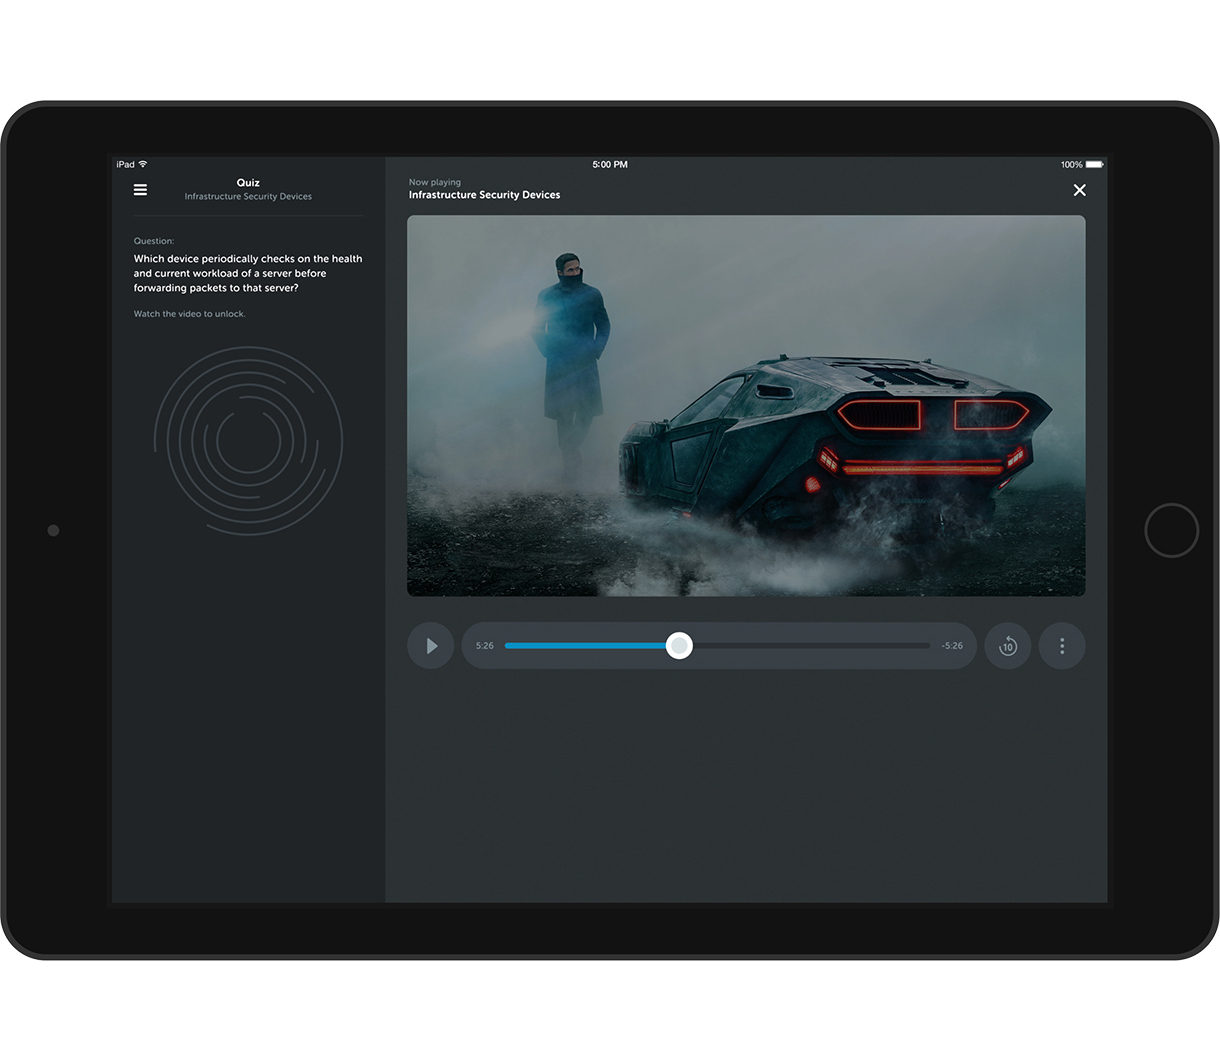 iPad
5:00 PM
100%
Quiz
Infrastructure Security Devices
Question:
Which device periodically checks on the health
and current workload of a server before
forwarding packets to that server?
Watch the video to unlock.
Now playing
Infrastructure Security Devices
5:26
-5:26
10